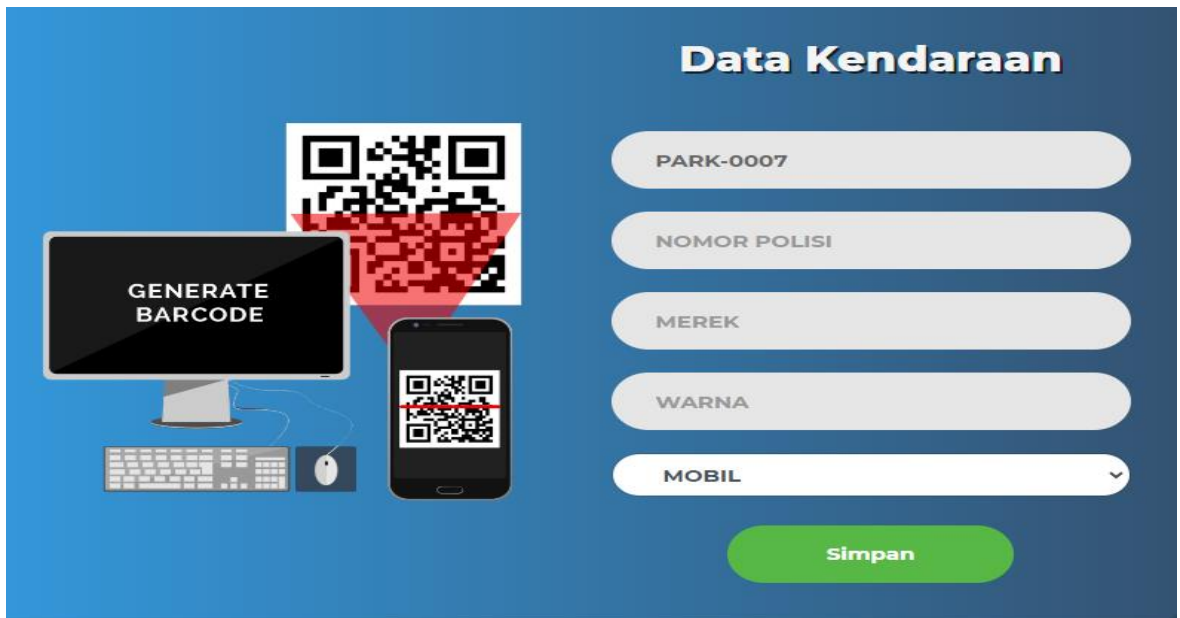 Data Kendaraan
PARK-0007
NOMOR POLISI
MEREK
WARNA
MOBIL
Simpan
GENERATE
BARCODE